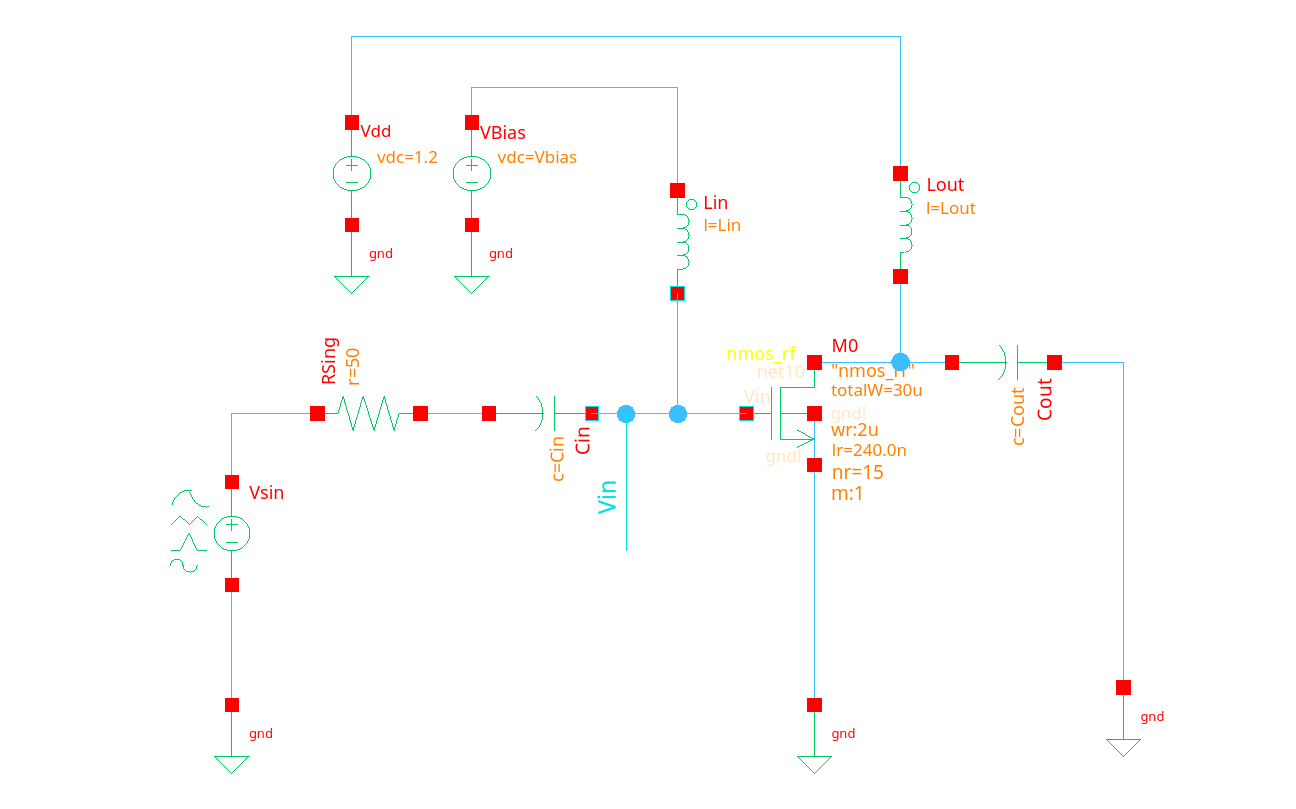 Vdd
vdc=1.2
gnd
VBias
vdc=Vbias
gnd
Lin
l=Lin
Lout
l=Lout
RSing
r=50
Cin
c=Cin
Vin
nmos_rf
net10
Vin
gnd!
gnd!
M0
"nmos_rf"
totalW=30u
wr:2u
lr=240.0n
nr=15
m:1
Cout
c=Cout
Vsin
gnd
gnd
gnd